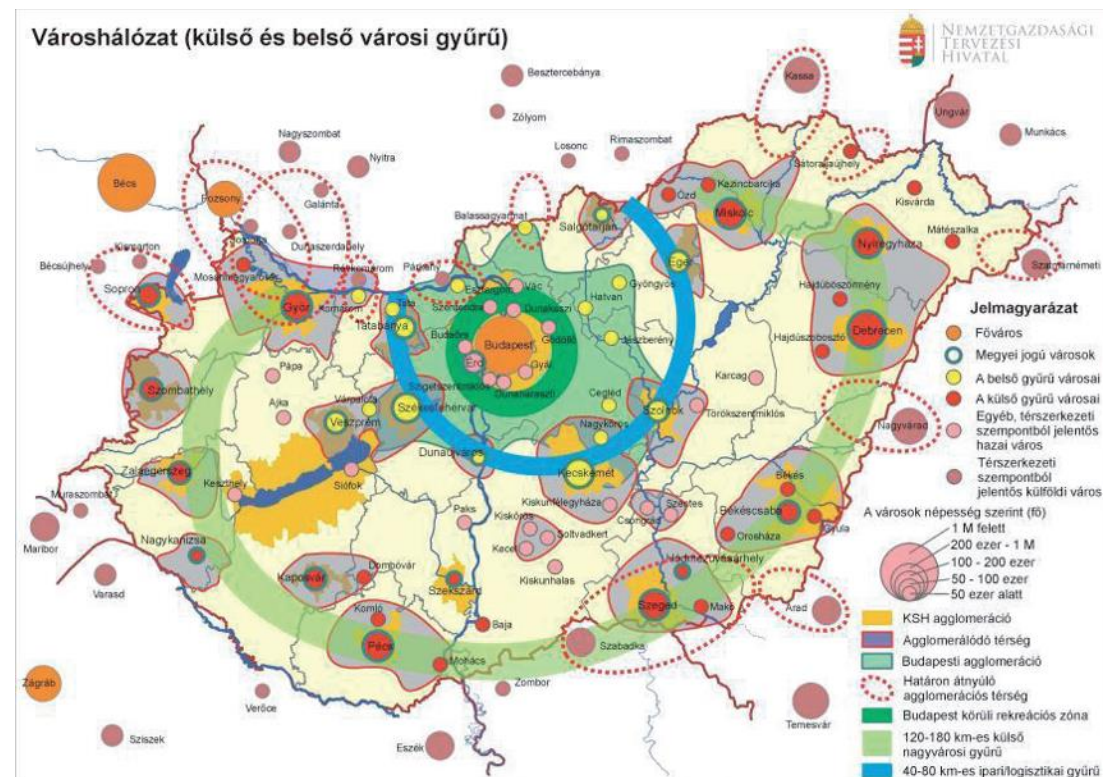 Városhálózat (külső és belső városi gyűrű)
NEMZETGAZDASÁGI
TERVEZÉSI
HIVATAL
Besztercebánya
Kassa
Zólyom
Ungvár
Munkács
Nagyszombat
Nyitra
Losonc
Rimaszombat
Bécs
Pozsony
Galánta
Sátoraljaújhely
Ózd
Kazincbarcika
Kisvárda
Balassagyarmat
Salgótarján
Miskolc
Mátészalka
Kismarton
Dunaszerdahely
Bécsújhely
Mosonmagyaróvár
Révkomárom
Párkány
Nyíregyháza
Szatmárnémeti
Sopron
Győr
Komárom
Esztergom
Vác
Eger
Gyöngyös
Tata
Szentendre
Dunakeszi
Hatvan
Hajdúböszörmény
Tatabánya
Budaörs
Budapest
Gödöllő
Jászberény
Hajdúszoboszló
Debrecen
Érd
Gyál
Pápa
Szigetszentmiklós
Dunaharaszti
Szombathely
Ajka
Várpalota
Székesfehérvár
Cegléd
Karcag
Veszprém
Szolnok
Törökszentmiklós
Nagyvárad
Nagykőrös
Dunaújváros
Zalaegerszeg
Keszthely
Siófok
Kecskemét
Békés
Muraszombat
Paks
Kiskunfélegyháza
Szentes
Békéscsaba
Gyula
Maribor
Kiskőrös
Csongrád
Orosháza
Nagykanizsa
Soltvadkert
Kecel
Hódmezővásárhely
Varasd
Kaposvár
Dombóvár
Szekszárd
Kiskunhalas
Komló
Baja
Szeged
Makó
Arad
Pécs
Szabadka
Mohács
Zágráb
Zombor
Verőce
Temesvár
Sziszek
Eszék
Jelmagyarázat
Főváros
Megyei jogú városok
A belső gyűrű városai
A külső gyűrű városai
Egyéb, térszerkezeti
szempontból jelentős
hazai város
Térszerkezeti
szempontból
jelentős külföldi város
A városok népesség szerint (fő)
1 M felett
200 ezer - 1 M
100 - 200 ezer
50 - 100 ezer
50 ezer alatt
KSH agglomeráció
Agglomerálódó térség
Budapesti agglomeráció
Határon átnyúló
agglomerációs térség
Budapest körüli rekreációs zóna
120-180 km-es külső
nagyvárosi gyűrű
40-80 km-es ipari/logisztikai gyűrű